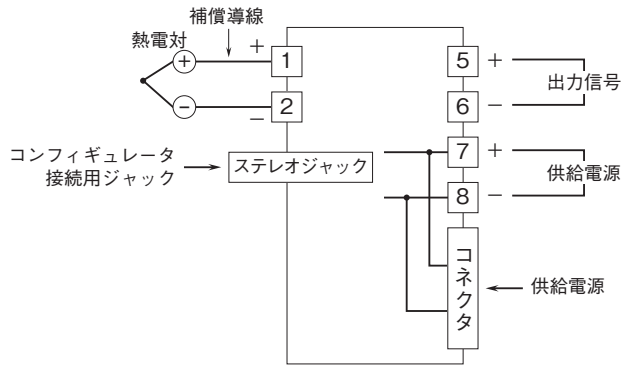 補償導線
熱電対
+
+
1
−
2
−
コンフィギュレータ
接続用ジャック
ステレオジャック
5
+
6
−
出力信号
7
+
8
−
供給電源
コネクタ
供給電源